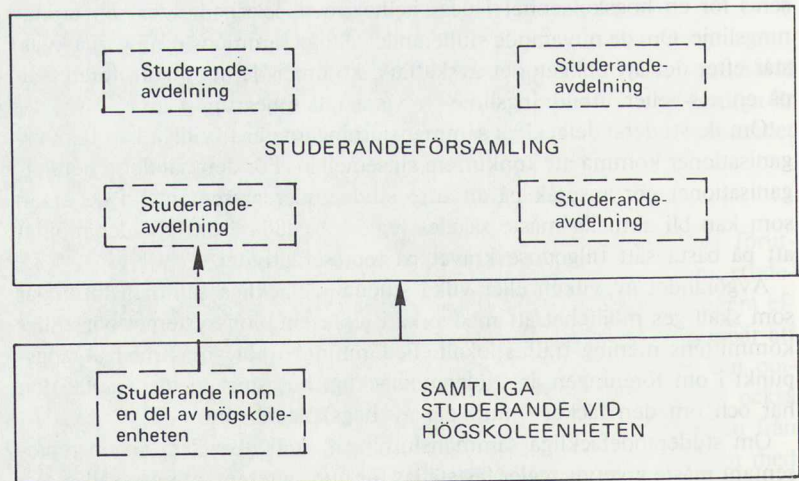 Studerande-
avdelning
Studerande-
avdelning
STUDERANDEFÖRSAMLING
Studerande-
avdelning
Studerande-
avdelning
Studerande inom
en del av högskole-
enheten
SAMTLIGA
STUDERANDE VID
HÖGSKOLEENHETEN